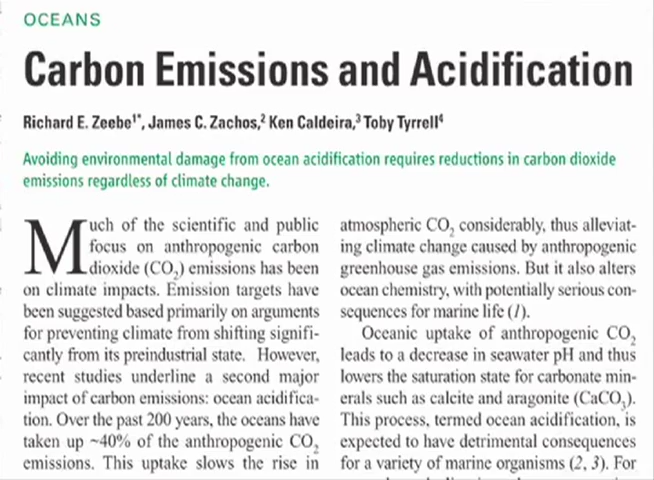 OCEANS
Carbon Emissions and Acidification
Richard E. Zeebe¹*, James C. Zachos,² Ken Caldeira,³ Toby Tyrrell⁴
Avoiding environmental damage from ocean acidification requires reductions in carbon dioxide
emissions regardless of climate change.
Much of the scientific and public
focus on anthropogenic carbon
dioxide (CO₂) emissions has been
on climate impacts. Emission targets have
been suggested based primarily on arguments
for preventing climate from shifting signifi-
cantly from its preindustrial state. However,
recent studies underline a second major
impact of carbon emissions: ocean acidifica-
tion. Over the past 200 years, the oceans have
taken up ~40% of the anthropogenic CO₂
emissions. This uptake slows the rise in
atmospheric CO₂ considerably, thus alleviat-
ing climate change caused by anthropogenic
greenhouse gas emissions. But it also alters
ocean chemistry, with potentially serious con-
sequences for marine life (1).
Oceanic uptake of anthropogenic CO₂
leads to a decrease in seawater pH and thus
lowers the saturation state for carbonate min-
erals such as calcite and aragonite (CaCO₃).
This process, termed ocean acidification, is
expected to have detrimental consequences
for a variety of marine organisms (2, 3). For